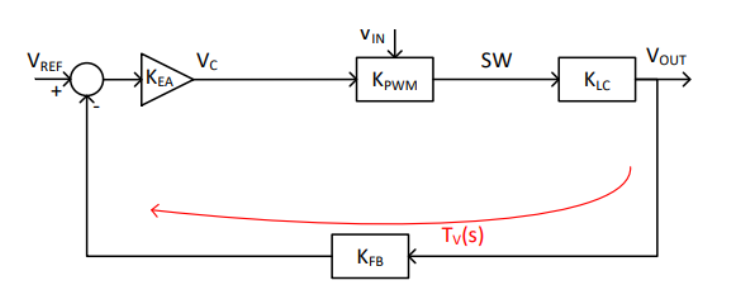 vIN
VREF
+
-
KEA
VC
KPWM
SW
KLC
VOUT
TV(s)
KFB